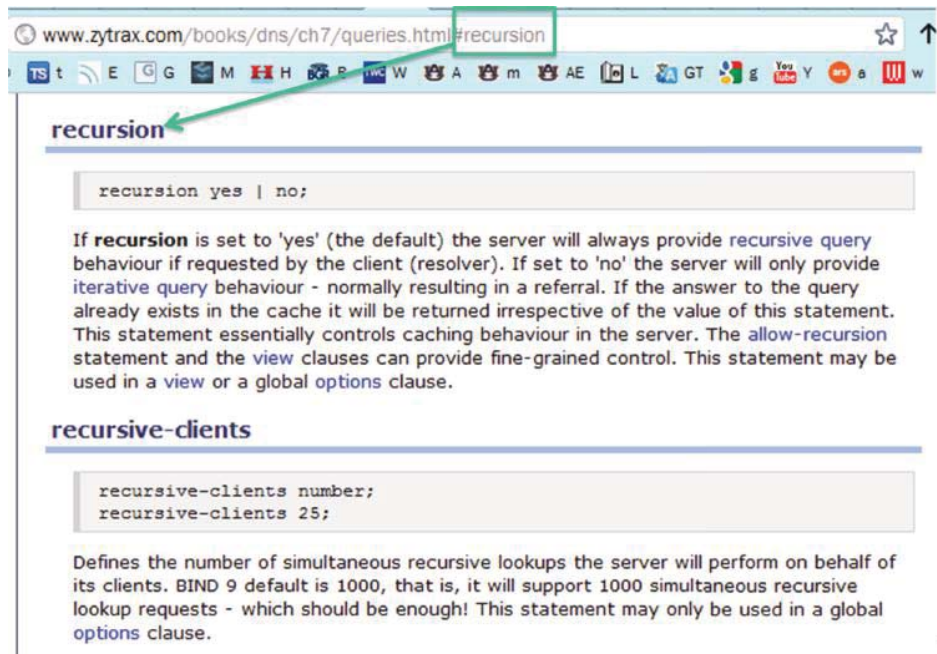 www.zytrax.com/books/dns/ch7/queries.html#recursion
TS t E G G M H H R TWC W A m AE L GT g You Tube Y ars a W w
recursion
recursion yes | no;
If recursion is set to 'yes' (the default) the server will always provide recursive query
behaviour if requested by the client (resolver). If set to 'no' the server will only provide
iterative query behaviour - normally resulting in a referral. If the answer to the query
already exists in the cache it will be returned irrespective of the value of this statement.
This statement essentially controls caching behaviour in the server. The allow-recursion
statement and the view clauses can provide fine-grained control. This statement may be
used in a view or a global options clause.
recursive-clients
recursive-clients number;
recursive-clients 25;
Defines the number of simultaneous recursive lookups the server will perform on behalf of
its clients. BIND 9 default is 1000, that is, it will support 1000 simultaneous recursive
lookup requests - which should be enough! This statement may only be used in a global
options clause.